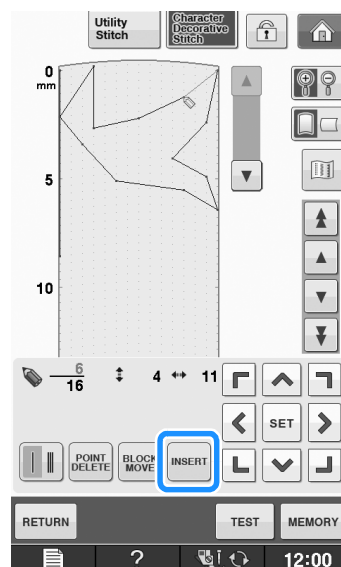 Utility
Stitch
Character
Decorative
Stitch
0
mm
5
10
6
16
4
11
SET
POINT
DELETE
BLOCK
MOVE
INSERT
RETURN
TEST
MEMORY
?
12:00